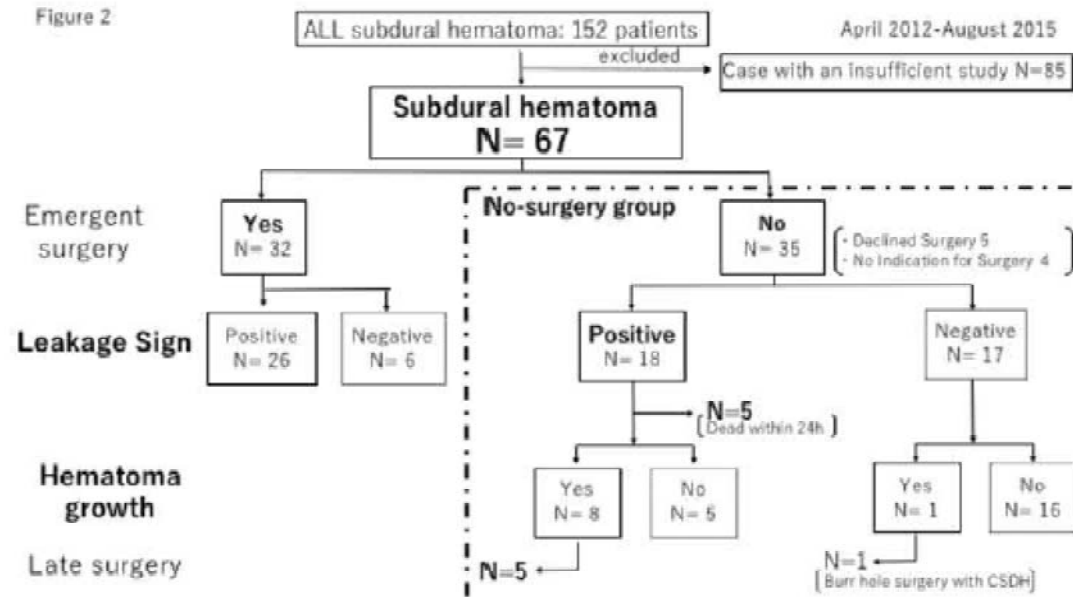 Figure 2
ALL subdural hematoma: 152 patients
April 2012-August 2015
excluded
Case with an insufficient study N=85
Subdural hematoma
N= 67
Emergent
surgery
Yes
N= 32
No-surgery group
No
N= 35
・Declined Surgery 5
・No Indication for Surgery 4
Leakage Sign
Positive
N= 26
Negative
N= 6
Positive
N= 18
Negative
N= 17
N=5
[Dead within 24h]
Hematoma
growth
Yes
N= 8
No
N= 5
Yes
N= 1
No
N= 16
Late surgery
N=5
N=1
[Burr hole surgery with CSDH]